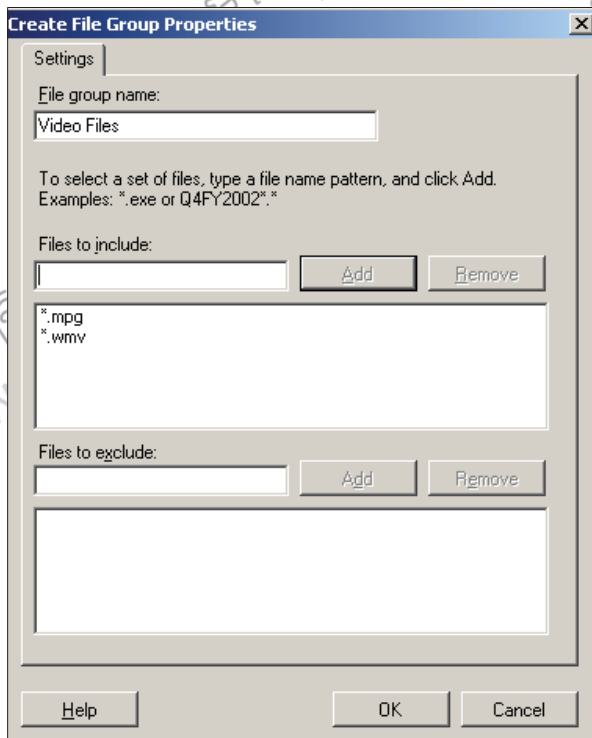 Create File Group Properties
Settings
File group name:
Video Files
To select a set of files, type a file name pattern, and click Add.
Examples: *.exe or Q4FY2002*.*
Files to include:
Add Remove
*.mpg
*.wmv
Files to exclude:
Add Remove
Help OK Cancel